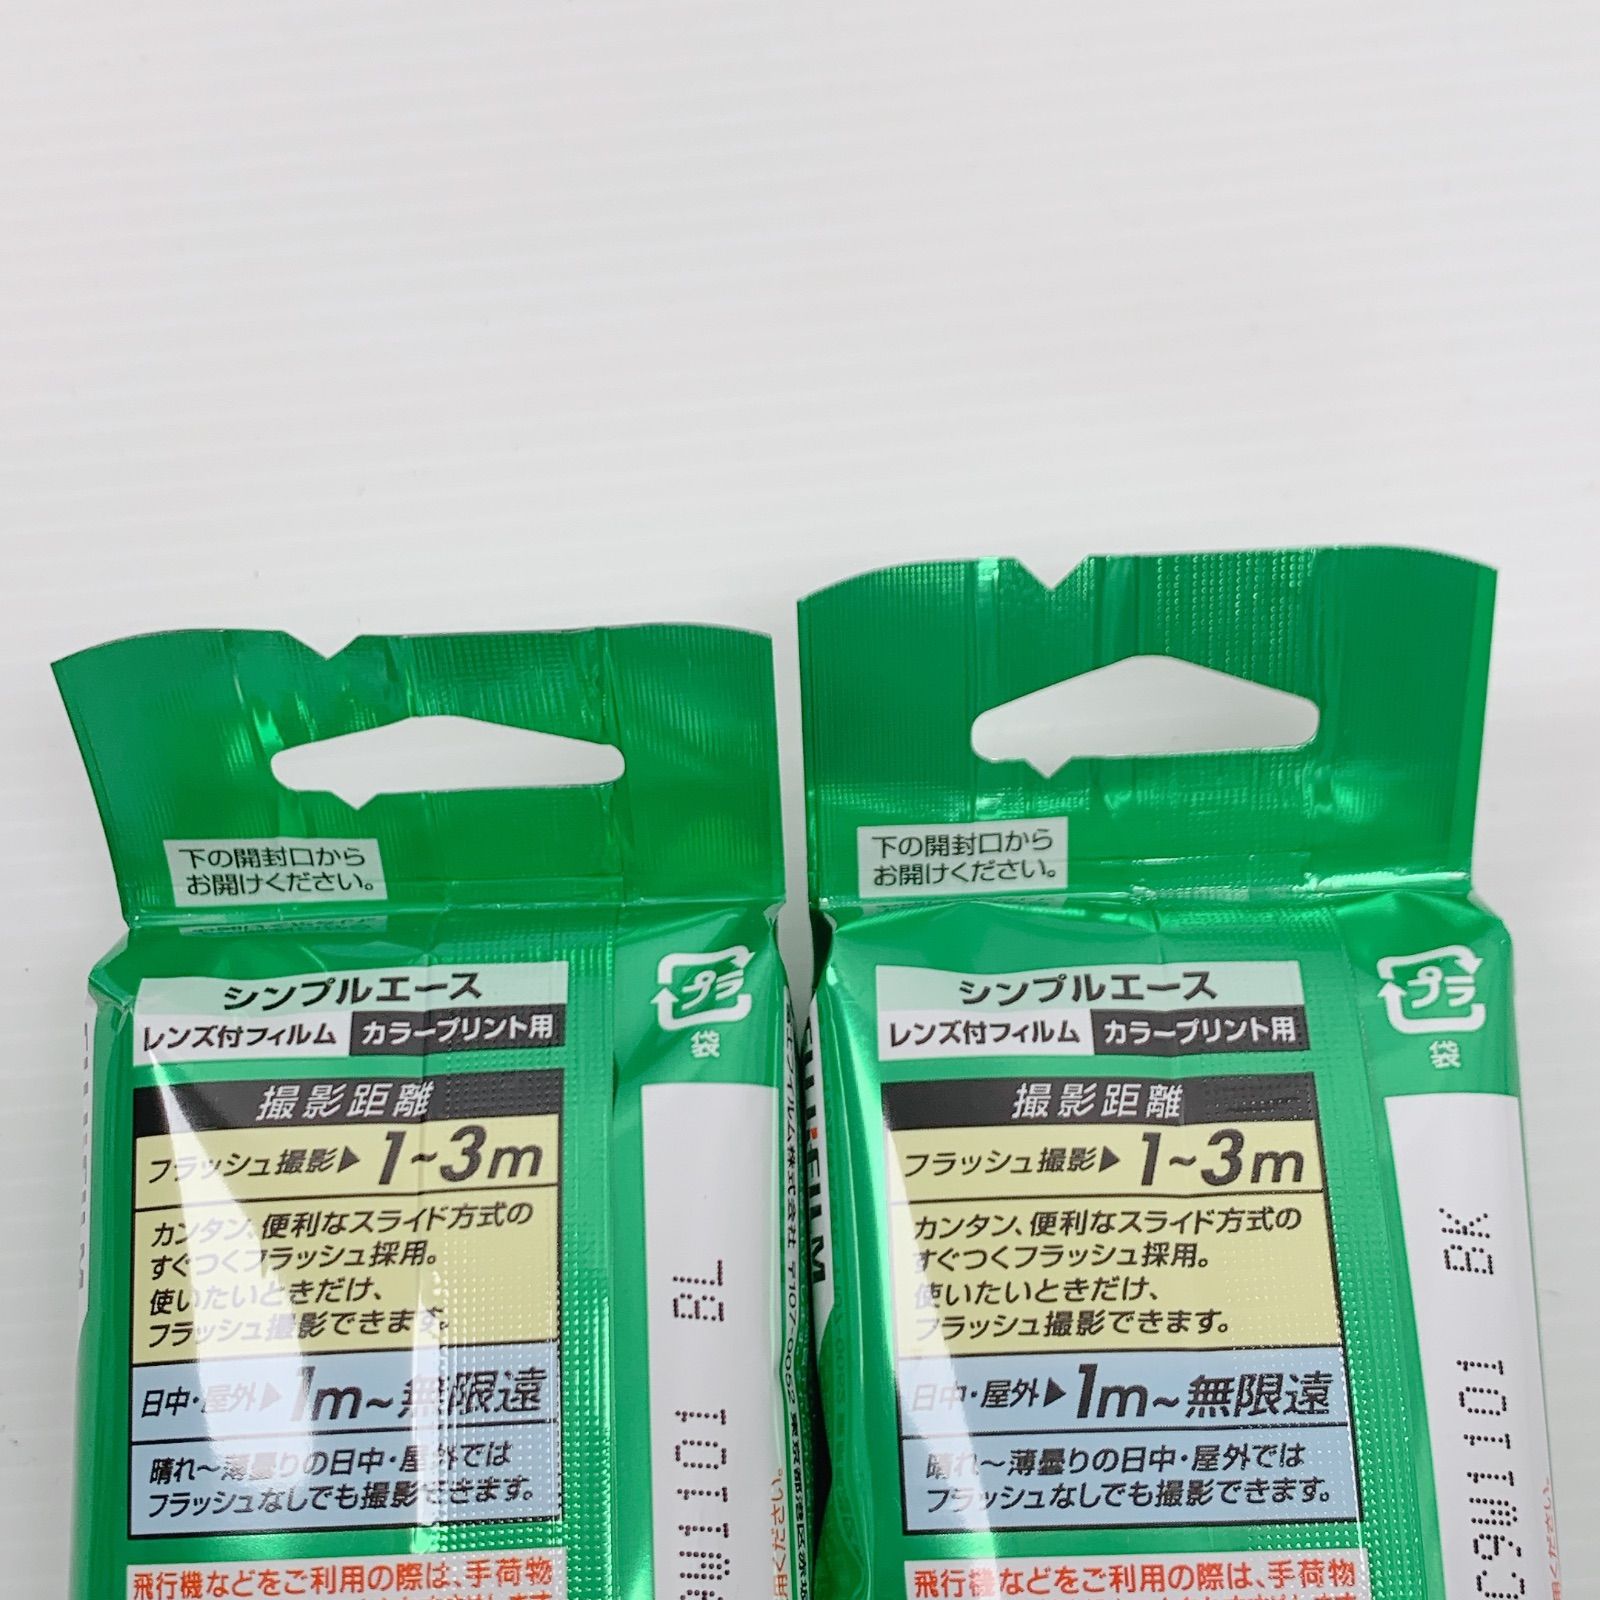 下の開封口から
お開けください。
シンプルエース
レンズ付フィルム カラープリント用
撮影距離
フラッシュ撮影▶1~3m
カンタン、便利なスライド方式の
すぐつくフラッシュ採用。
使いたいときだけ、
フラッシュ撮影できます。
日中・屋外▶1m~無限遠
晴れ~薄曇りの日中・屋外では
フラッシュなしでも撮影できます。
飛行機などをご利用の際は、手荷物
プラ
袋
W1101 BL
〒107-0052 東京都港区
下の開封口から
お開けください。
シンプルエース
レンズ付フィルム カラープリント用
撮影距離
フラッシュ撮影▶1~3m
カンタン、便利なスライド方式の
すぐつくフラッシュ採用。
使いたいときだけ、
フラッシュ撮影できます。
日中・屋外▶1m~無限遠
晴れ~薄曇りの日中・屋外では
フラッシュなしでも撮影できます。
飛行機などをご利用の際は、手荷物
プラ
袋
C9W1101 BK